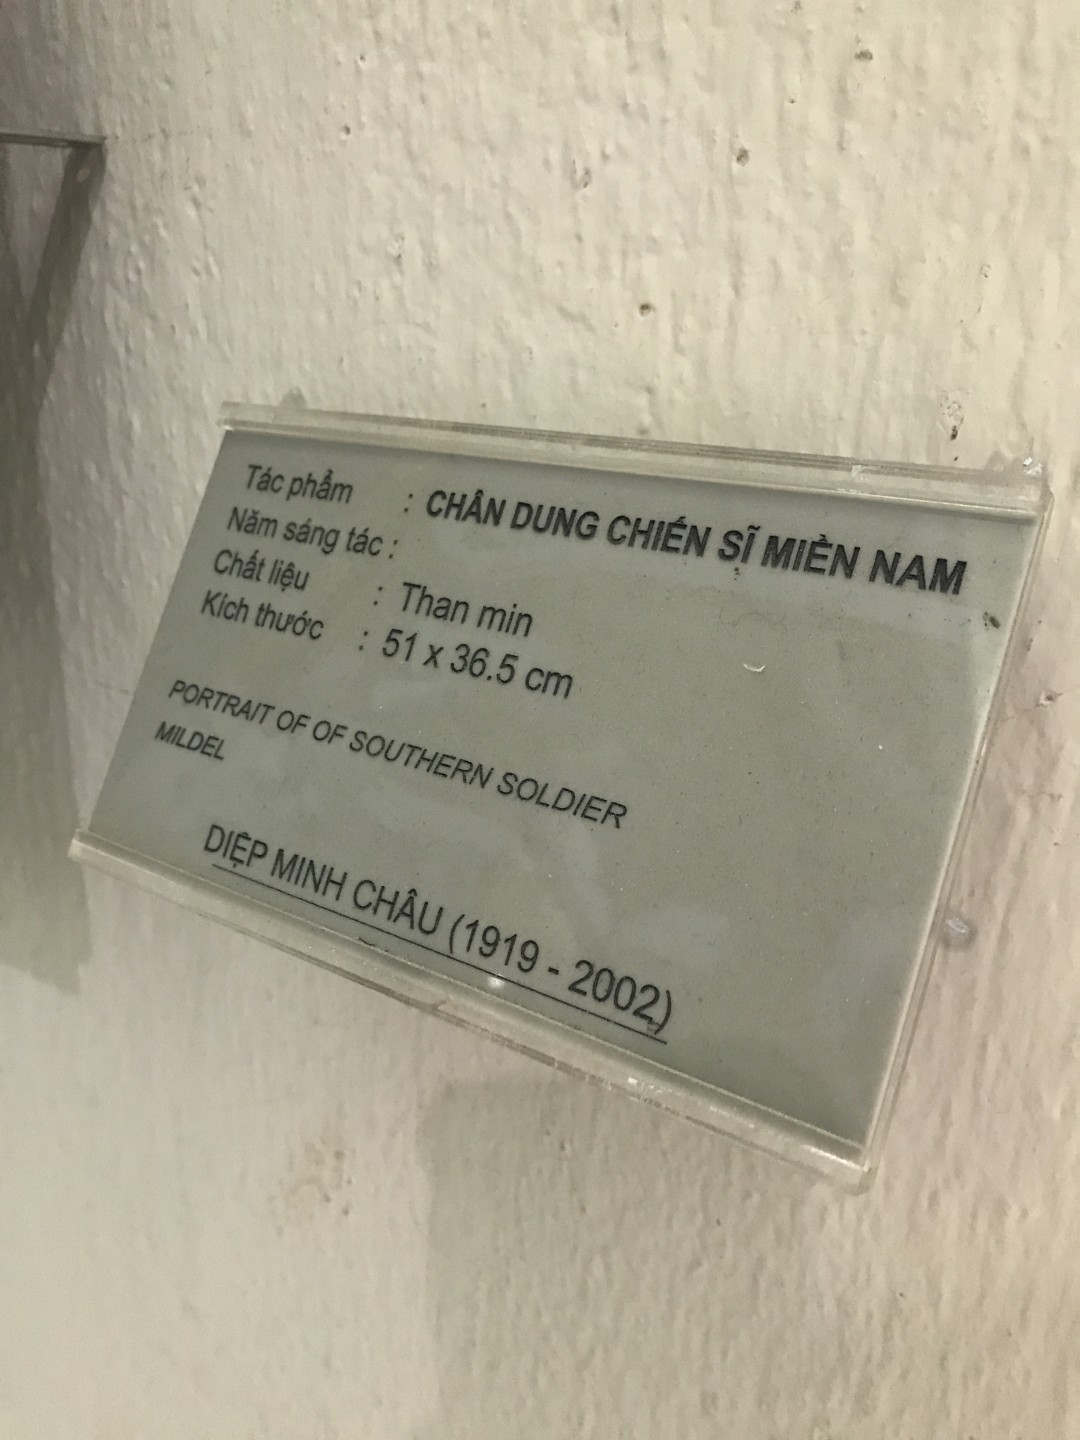 Tác phẩm : CHÂN DUNG CHIẾN SĨ MIỀN NAM
Năm sáng tác :
Chất liệu : Than min
Kích thước : 51 x 36.5 cm
PORTRAIT OF OF SOUTHERN SOLDIER
MILDEL
DIỆP MINH CHÂU (1919 - 2002)